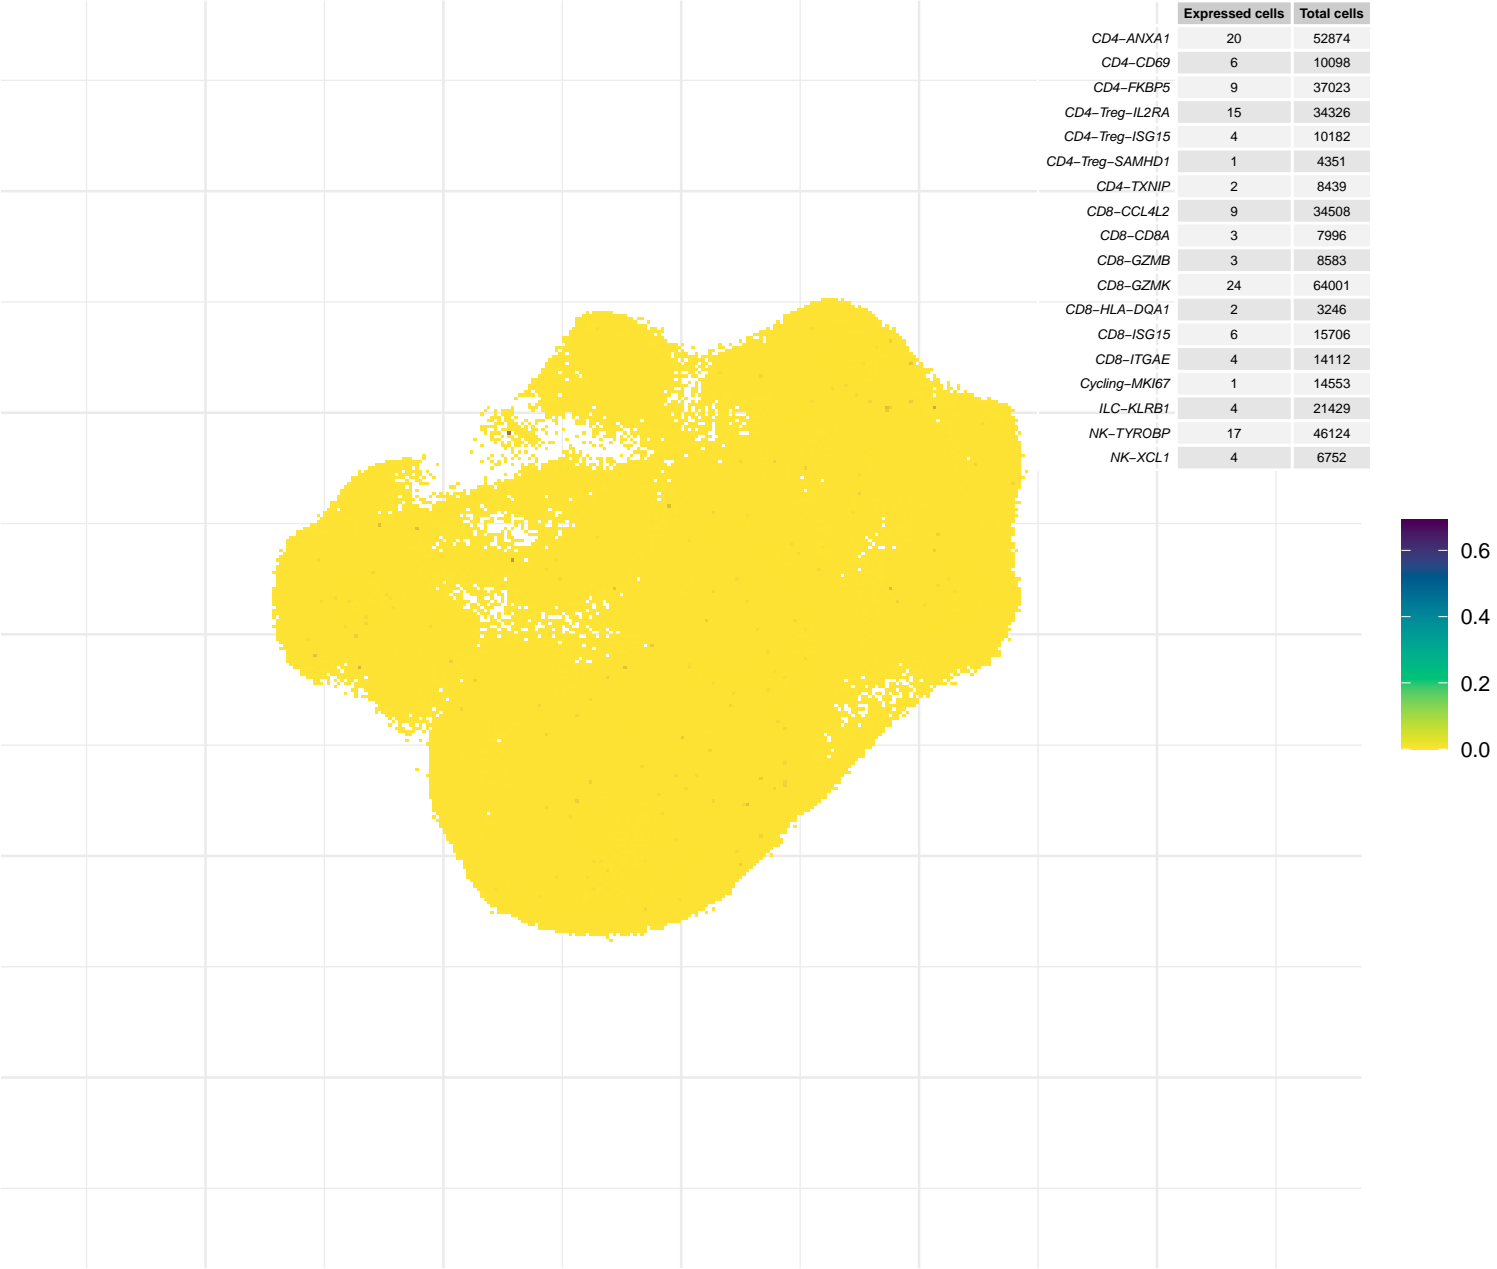 Expressed cells Total cells
CD4−ANXA1 20 52874
CD4−CD69 6 10098
CD4−FKBP5 9 37023
CD4−Treg−IL2RA 15 34326
CD4−Treg−ISG15 4 10182
CD4−Treg−SAMHD1 1 4351
CD4−TXNIP 2 8439
CD8−CCL4L2 9 34508
CD8−CD8A 3 7996
CD8−GZMB 3 8583
CD8−GZMK 24 64001
CD8−HLA−DQA1 2 3246
CD8−ISG15 6 15706
CD8−ITGAE 4 14112
Cycling−MKI67 1 14553
ILC−KLRB1 4 21429
NK−TYROBP 17 46124
NK−XCL1 4 6752
0.6
0.4
0.2
0.0